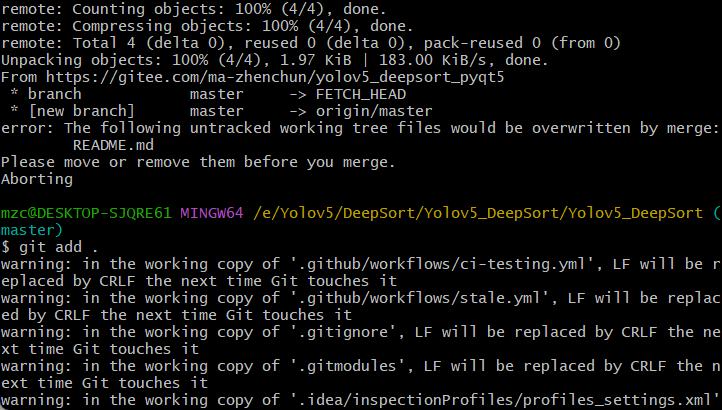 remote: Counting objects: 100% (4/4), done.
remote: Compressing objects: 100% (4/4), done.
remote: Total 4 (delta 0), reused 0 (delta 0), pack-reused 0 (from 0)
Unpacking objects: 100% (4/4), 1.97 KiB | 183.00 KiB/s, done.
From https://gitee.com/ma-zhenchun/yolov5_deepsort_pyqt5
 * branch            master     -> FETCH_HEAD
 * [new branch]      master     -> origin/master
error: The following untracked working tree files would be overwritten by merge:
        README.md
Please move or remove them before you merge.
Aborting
mzc@DESKTOP-SJQRE61 MINGW64 /e/Yolov5/DeepSort/Yolov5_DeepSort/Yolov5_DeepSort (
master)
$ git add .
warning: in the working copy of '.github/workflows/ci-testing.yml', LF will be r
eplaced by CRLF the next time Git touches it
warning: in the working copy of '.github/workflows/stale.yml', LF will be replac
ed by CRLF the next time Git touches it
warning: in the working copy of '.gitignore', LF will be replaced by CRLF the ne
xt time Git touches it
warning: in the working copy of '.gitmodules', LF will be replaced by CRLF the n
ext time Git touches it
warning: in the working copy of '.idea/inspectionProfiles/profiles_settings.xml'